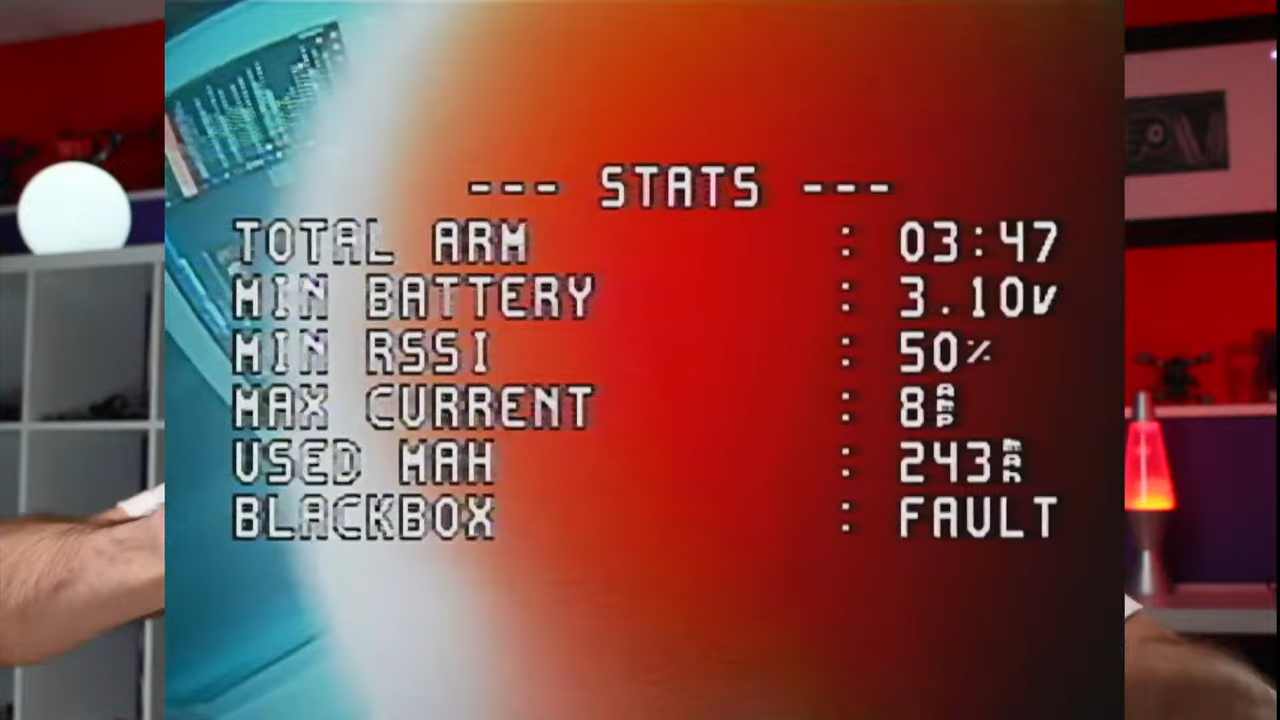 --- STATS ---
TOTAL ARM : 03:47
MIN BATTERY : 3.10V
MIN RSSI : 50%
MAX CURRENT : 8AMP
USED MAH : 243MAH
BLACKBOX : FAULT